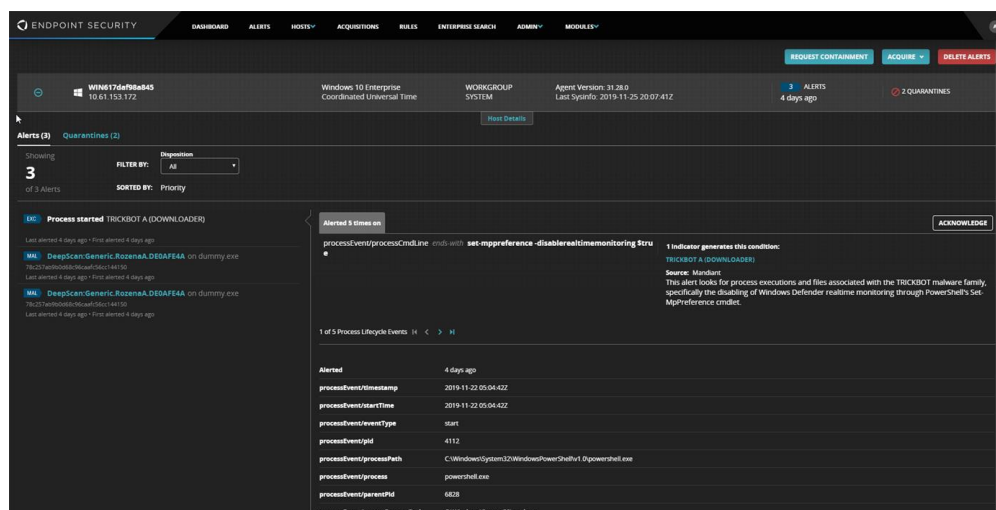 ENDPOINT SECURITY
DASHBOARD ALERTS HOSTS ACQUISITIONS RULES ENTERPRISE SEARCH ADMIN MODULES
REQUEST CONTAINMENT ACQUIRE DELETE ALERTS
WIN617daf98a845 Windows 10 Enterprise WORKGROUP Agent Version: 31.28.0 3 ALERTS 2 QUARANTINES
10.61.153.172 Coordinated Universal Time SYSTEM Last Sysinfo: 2019-11-25 20:07:41Z 4 days ago
Host Details
Alerts (3) Quarantines (2)
Showing
3
of 3 Alerts
FILTER BY: Disposition
All
SORTED BY: Priority
EXC Process started TRICKBOT A (DOWNLOADER)
Last alerted 4 days ago • First alerted 4 days ago
MAL DeepScan:Generic.RozenaA.DE0AFE4A on dummy.exe
Last alerted 4 days ago • First alerted 4 days ago
MAL DeepScan:Generic.RozenaA.DE0AFE4A on dummy.exe
Last alerted 4 days ago • First alerted 4 days ago
Alerted 5 times on
ACKNOWLEDGE
processEvent/processCmdLine ends-with set-mppreference -disablerealtimemonitoring $tru
e
1 Indicator generates this condition:
TRICKBOT A (DOWNLOADER)
Source: Mandiant
This alert looks for process executions and files associated with the TRICKBOT malware family,
specifically the disabling of Windows Defender realtime monitoring through PowerShell's Set-
MpPreference cmdlet.
1 of 5 Process Lifecycle Events
Alerted 4 days ago
processEvent/timestamp 2019-11-22 05:04:42Z
processEvent/startTime 2019-11-22 05:04:42Z
processEvent/eventType start
processEvent/pid 4112
processEvent/processPath C:\Windows\System32\WindowsPowerShell\v1.0\powershell.exe
processEvent/process powershell.exe
processEvent/parentPid 6828